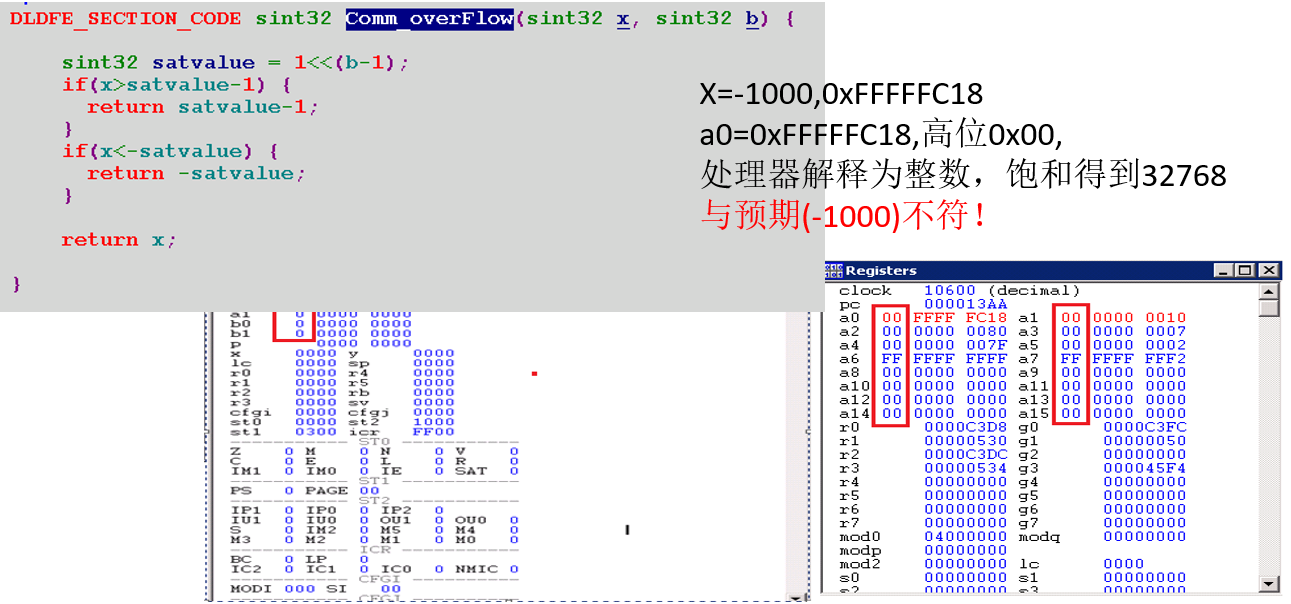 DLDFE_SECTION_CODE sint32 Comm_overFlow(sint32 x, sint32 b) {
sint32 satvalue = 1<<(b-1);
if(x>satvalue-1) {
return satvalue-1;
}
if(x<-satvalue) {
return -satvalue;
}
return x;
}
X=-1000,0xFFFFFC18
a0=0xFFFFFC18,高位0x00,
处理器解释为整数，饱和得到32768
与预期(-1000)不符！
a1 0 0000 0000
b0 0 0000 0000
b1 0 0000 0000
p 0000 0000
x 0000 y 0000
lc 0000 sp 0000
r0 0000 r4 0000
r1 0000 r5 0000
r2 0000 rb 0000
r3 0000 sv 0000
cfgi 0000 cfgj 0000
st0 0000 st2 1000
st1 0300 icr FF00
ST0
Z 0 M 0 N 0 V 0
C 0 E 0 L 0 R 0
IM1 0 IM0 0 IE 0 SAT 0
ST1
PS 0 PAGE 00
ST2
IP1 0 IP0 0 IP2 0
IU1 0 IU0 0 OU1 0 OU0 0
S 0 IM2 0 M5 0 M4 0
M3 0 M2 0 M1 0 M0 0
ICR
BC 0 LP 0
IC2 0 IC1 0 IC0 0 NMIC 0
CFGI
MODI 000 SI 00
CFGJ
Registers
clock 10600 (decimal)
pc 000013AA
a0 00 FFFF FC18 a1 00 0000 0010
a2 00 0000 0080 a3 00 0000 0007
a4 00 0000 007F a5 00 0000 0002
a6 FF FFFF FFFF a7 FF FFFF FFF2
a8 00 0000 0000 a9 00 0000 0000
a10 00 0000 0000 a11 00 0000 0000
a12 00 0000 0000 a13 00 0000 0000
a14 00 0000 0000 a15 00 0000 0000
r0 0000C3D8 g0 0000C3FC
r1 00000530 g1 00000050
r2 0000C3DC g2 00000000
r3 00000534 g3 000045F4
r4 00000000 g4 00000000
r5 00000000 g5 00000000
r6 00000000 g6 00000000
r7 00000000 g7 00000000
mod0 04000000 modq 00000000
modp 00000000
mod2 00000000 lc 0000
s0 00000000 s1 00000000
s2 00000000 s3 00000000